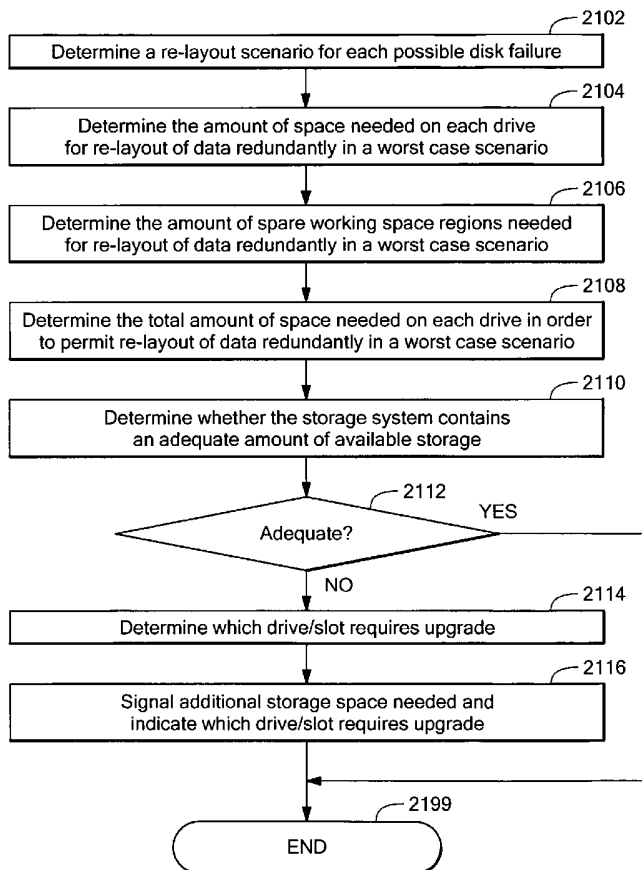 2102
Determine a re-layout scenario for each possible disk failure
2104
Determine the amount of space needed on each drive
for re-layout of data redundantly in a worst case scenario
2106
Determine the amount of spare working space regions needed
for re-layout of data redundantly in a worst case scenario
2108
Determine the total amount of space needed on each drive in order
to permit re-layout of data redundantly in a worst case scenario
2110
Determine whether the storage system contains
an adequate amount of available storage
2112
YES
Adequate?
NO
2114
Determine which drive/slot requires upgrade
2116
Signal additional storage space needed and
indicate which drive/slot requires upgrade
2199
END